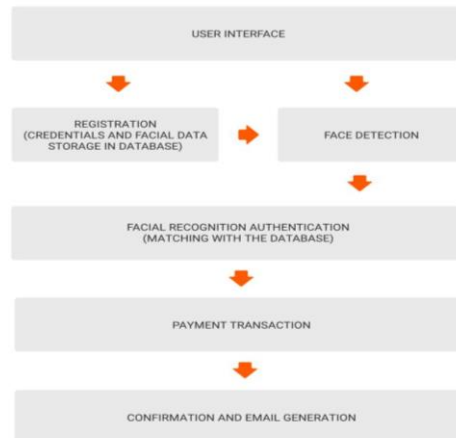 USER INTERFACE
REGISTRATION
(CREDENTIALS AND FACIAL DATA
STORAGE IN DATABASE)
FACE DETECTION
FACIAL RECOGNITION AUTHENTICATION
(MATCHING WITH THE DATABASE)
PAYMENT TRANSACTION
CONFIRMATION AND EMAIL GENERATION